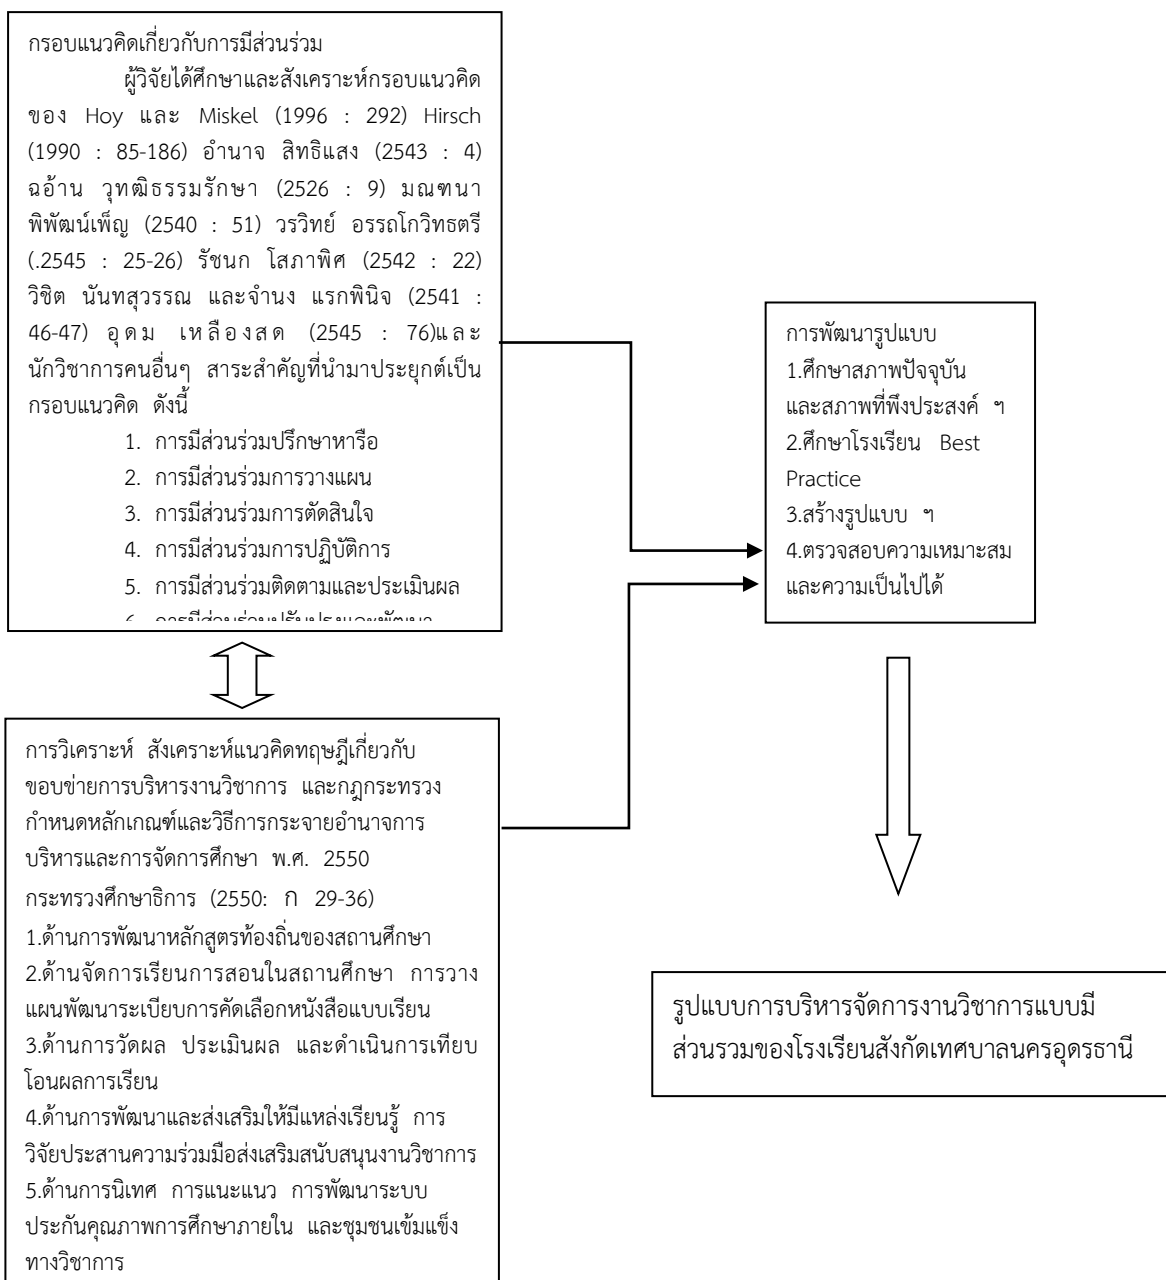 กรอบแนวคิดเกี่ยวกับการมีส่วนร่วม
ผู้วิจัยได้ศึกษาและสังเคราะห์กรอบแนวคิด
ของ Hoy และ Miskel (1996 : 292) Hirsch
(1990 : 85-186) อำนาจ สิทธิแสง (2543 : 4)
ฉอ้าน วุฑฒิธรรมรักษา (2526 : 9) มณฑนา
พิพัฒน์เพ็ญ (2540 : 51) วรวิทย์ อรรถโกวิทธตรี
(.2545 : 25-26) รัชนก โสภาพิศ (2542 : 22)
วิชิต นันทสุวรรณ และจำนง แรกพินิจ (2541 :
46-47) อุดม เหลืองสด (2545 : 76)และ
นักวิชาการคนอื่นๆ สาระสำคัญที่นำมาประยุกต์เป็น
กรอบแนวคิด ดังนี้
1. การมีส่วนร่วมปรึกษาหารือ
2. การมีส่วนร่วมการวางแผน
3. การมีส่วนร่วมการตัดสินใจ
4. การมีส่วนร่วมการปฏิบัติการ
5. การมีส่วนร่วมติดตามและประเมินผล
6. การมีส่วนร่วมปรับปรุงและพัฒนา
การวิเคราะห์ สังเคราะห์แนวคิดทฤษฎีเกี่ยวกับ
ขอบข่ายการบริหารงานวิชาการ และกฎกระทรวง
กำหนดหลักเกณฑ์และวิธีการกระจายอำนาจการ
บริหารและการจัดการศึกษา พ.ศ. 2550
กระทรวงศึกษาธิการ (2550: ก 29-36)
1.ด้านการพัฒนาหลักสูตรท้องถิ่นของสถานศึกษา
2.ด้านจัดการเรียนการสอนในสถานศึกษา การวาง
แผนพัฒนาระเบียบการคัดเลือกหนังสือแบบเรียน
3.ด้านการวัดผล ประเมินผล และดำเนินการเทียบ
โอนผลการเรียน
4.ด้านการพัฒนาและส่งเสริมให้มีแหล่งเรียนรู้ การ
วิจัยประสานความร่วมมือส่งเสริมสนับสนุนงานวิชาการ
5.ด้านการนิเทศ การแนะแนว การพัฒนาระบบ
ประกันคุณภาพการศึกษาภายใน และชุมชนเข้มแข็ง
ทางวิชาการ
การพัฒนารูปแบบ
1.ศึกษาสภาพปัจจุบัน
และสภาพที่พึงประสงค์ ฯ
2.ศึกษาโรงเรียน Best
Practice
3.สร้างรูปแบบ ฯ
4.ตรวจสอบความเหมาะสม
และความเป็นไปได้
รูปแบบการบริหารจัดการงานวิชาการแบบมี
ส่วนรวมของโรงเรียนสังกัดเทศบาลนครอุดรธานี